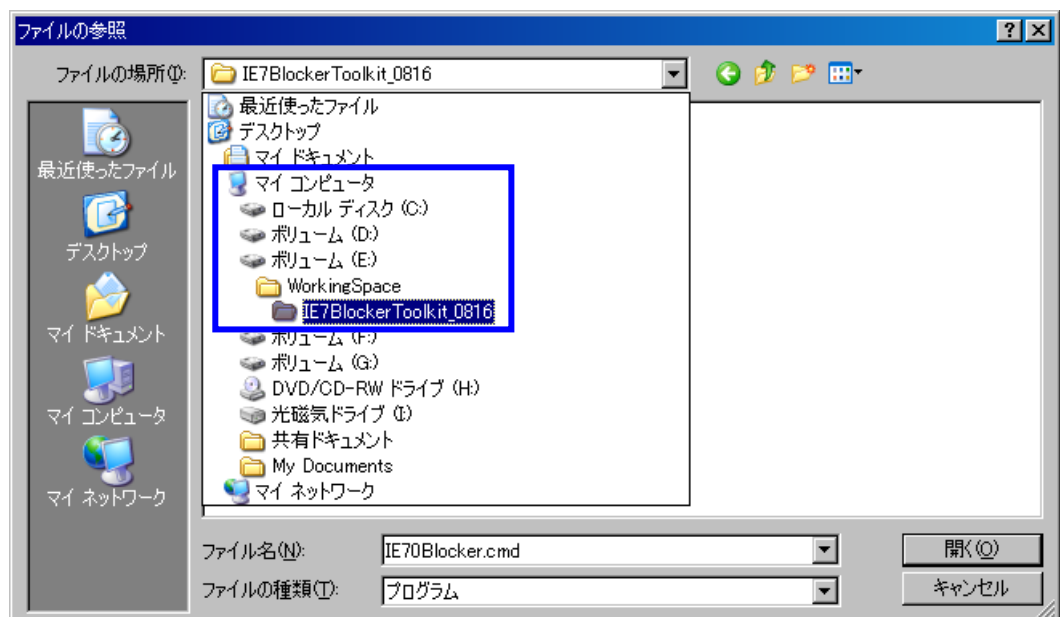 ファイルの参照
ファイルの場所(I):
IE7BlockerToolkit_0816
最近使ったファイル
デスクトップ
マイ ドキュメント
マイ コンピュータ
ローカル ディスク (C:)
ボリューム (D:)
ボリューム (E:)
WorkingSpace
IE7BlockerToolkit_0816
ボリューム (F:)
ボリューム (G:)
DVD/CD-RW ドライブ (H:)
光磁気ドライブ (I:)
共有ドキュメント
My Documents
マイ ネットワーク
最近使ったファイル
デスクトップ
マイ ドキュメント
マイ コンピュータ
マイ ネットワーク
ファイル名(N):
IE70Blocker.cmd
開く(O)
ファイルの種類(T):
プログラム
キャンセル